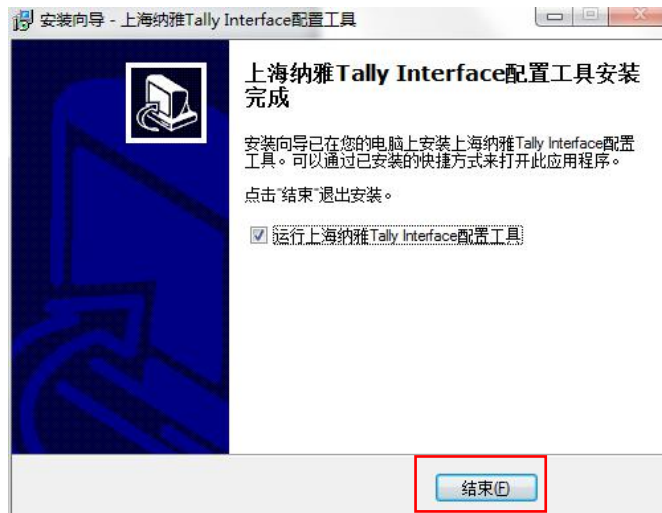 安装向导 - 上海纳雅Tally Interface配置工具
上海纳雅Tally Interface配置工具安装
完成
安装向导已在您的电脑上安装上海纳雅Tally Interface配置
工具。可以通过已安装的快捷方式来打开此应用程序。
点击"结束"退出安装。
运行上海纳雅Tally Interface配置工具
结束(F)